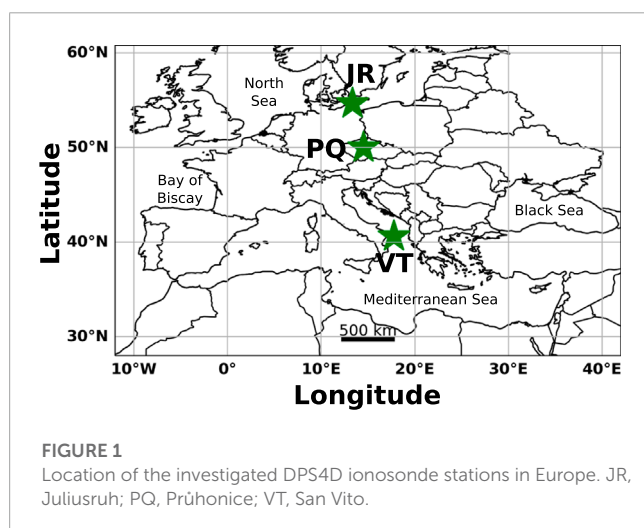 60°N
JR
North
Sea
50°N
PQ
Bay of
Biscay
Black Sea
Latitude
40°N
VT
Mediterranean Sea
500 km
30°N
10°W 0° 10°E 20°E 30°E 40°E
Longitude
FIGURE 1
Location of the investigated DPS4D ionosonde stations in Europe. JR,
Juliusruh; PQ, Průhonice; VT, San Vito.